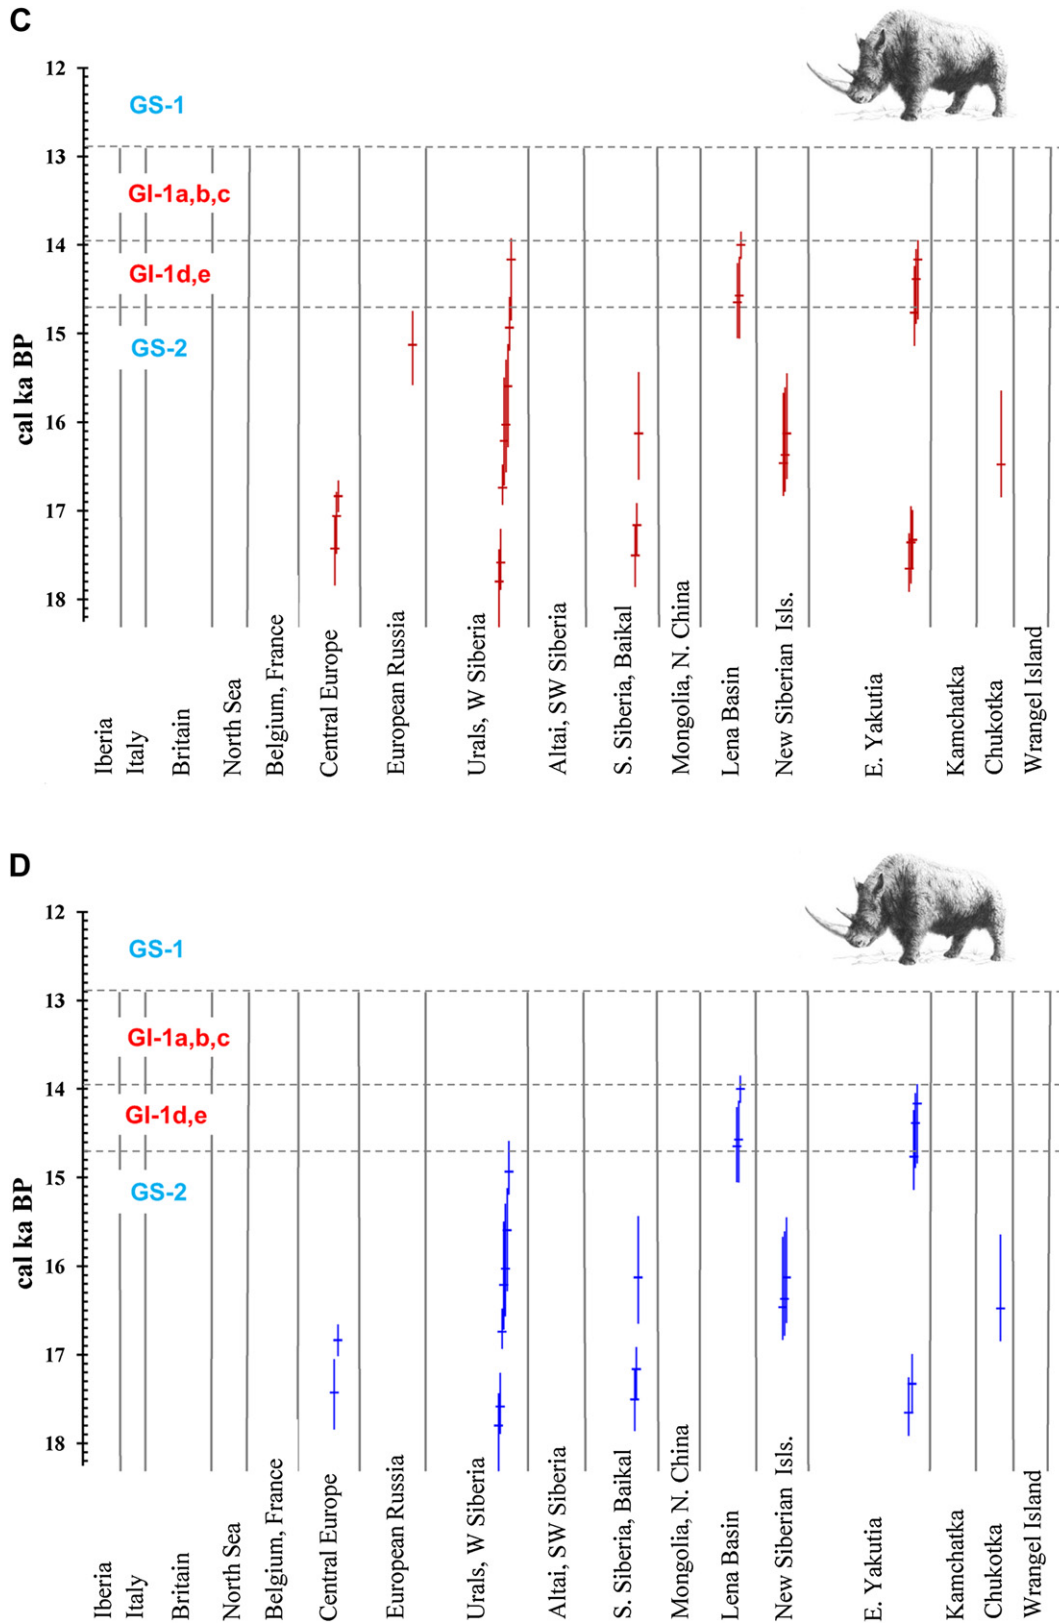 C
12
GS-1
13
GI-1a,b,c
14
GI-1d,e
15
GS-2
cal ka BP
16
17
18
Iberia
Italy
Britain
North Sea
Belgium, France
Central Europe
European Russia
Urals, W Siberia
Altai, SW Siberia
S. Siberia, Baikal
Mongolia, N. China
Lena Basin
New Siberian Isls.
E. Yakutia
Kamchatka
Chukotka
Wrangel Island
D
12
GS-1
13
GI-1a,b,c
14
GI-1d,e
15
GS-2
cal ka BP
16
17
18
Iberia
Italy
Britain
North Sea
Belgium, France
Central Europe
European Russia
Urals, W Siberia
Altai, SW Siberia
S. Siberia, Baikal
Mongolia, N. China
Lena Basin
New Siberian Isls.
E. Yakutia
Kamchatka
Chukotka
Wrangel Island